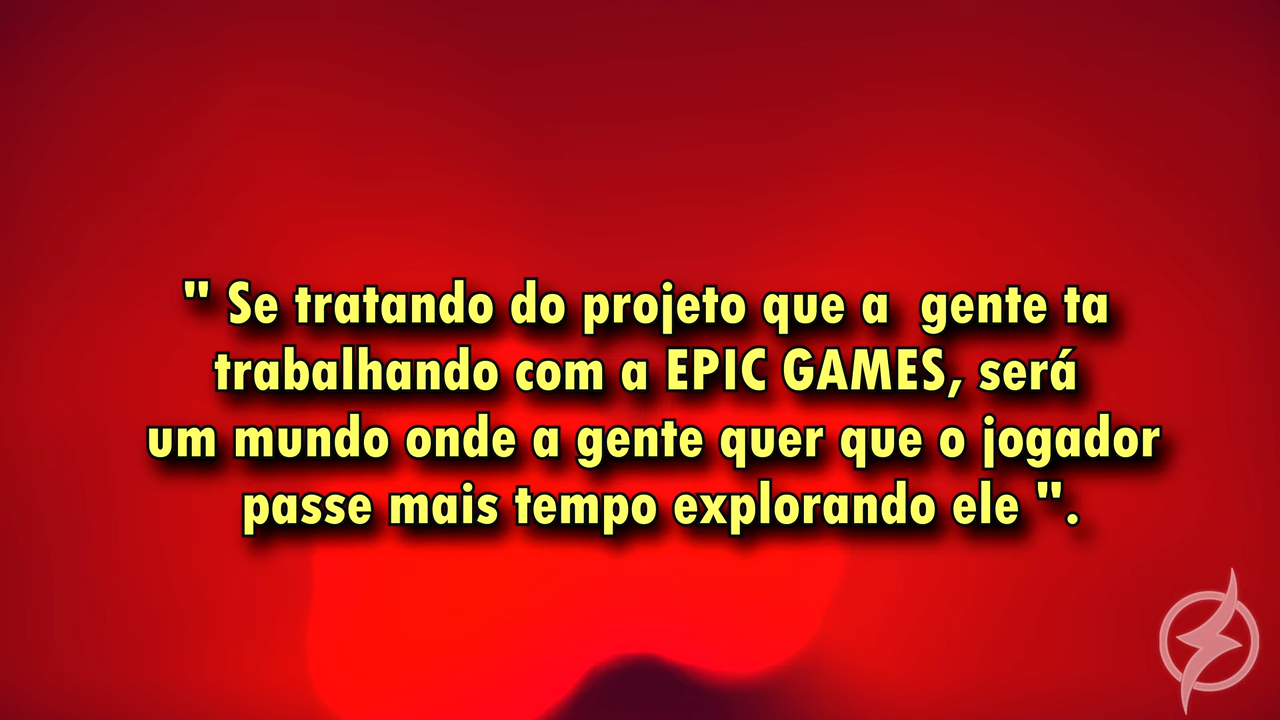 " Se tratando do projeto que a  gente ta
trabalhando com a EPIC GAMES, será
um mundo onde a gente quer que o jogador
passe mais tempo explorando ele ".